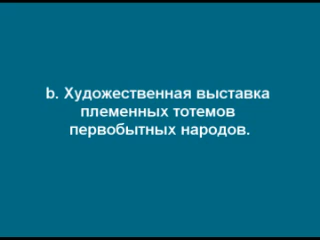 b. Художественная выставка
племенных тотемов
первобытных народов.